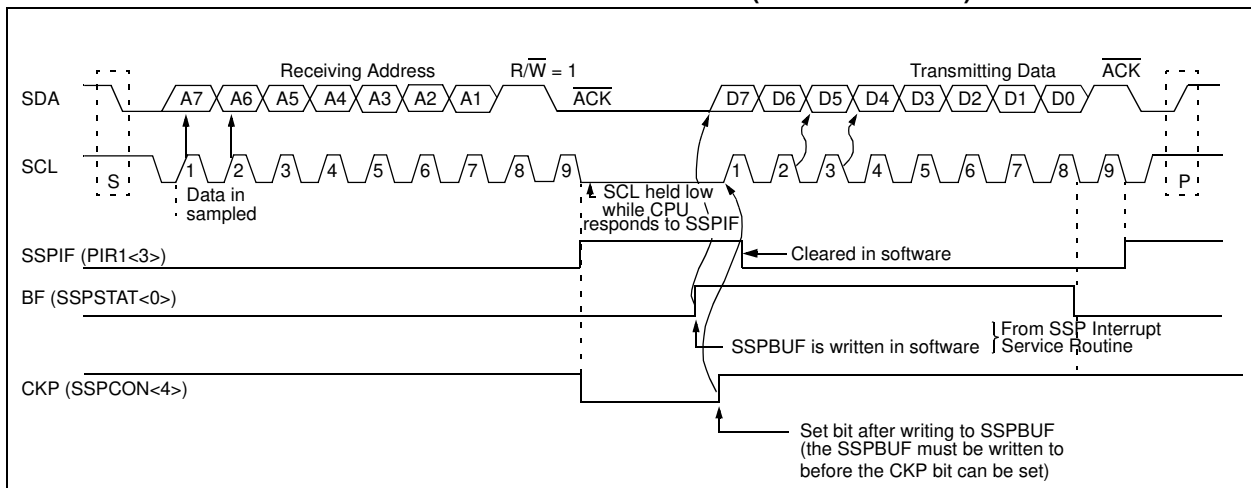 Receiving Address R/W = 1 Transmitting Data ACK
SDA A7 A6 A5 A4 A3 A2 A1 ACK D7 D6 D5 D4 D3 D2 D1 D0
SCL S 1 2 3 4 5 6 7 8 9 1 2 3 4 5 6 7 8 9 P
Data in
sampled
SCL held low
while CPU
responds to SSPIF
SSPIF (PIR1<3>)
Cleared in software
BF (SSPSTAT<0>)
SSPBUF is written in software
From SSP Interrupt
Service Routine
CKP (SSPCON<4>)
Set bit after writing to SSPBUF
(the SSPBUF must be written to
before the CKP bit can be set)